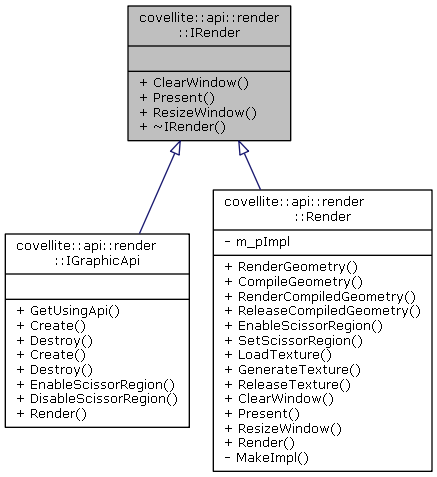 covellite::api::render
::IRender
+ ClearWindow()
+ Present()
+ ResizeWindow()
+ ~IRender()
covellite::api::render
::IGraphicApi
+ GetUsingApi()
+ Create()
+ Destroy()
+ Create()
+ Destroy()
+ EnableScissorRegion()
+ DisableScissorRegion()
+ Render()
covellite::api::render
::Render
- m_pImpl
+ RenderGeometry()
+ CompileGeometry()
+ RenderCompiledGeometry()
+ ReleaseCompiledGeometry()
+ EnableScissorRegion()
+ SetScissorRegion()
+ LoadTexture()
+ GenerateTexture()
+ ReleaseTexture()
+ ClearWindow()
+ Present()
+ ResizeWindow()
+ Render()
- MakeImpl()